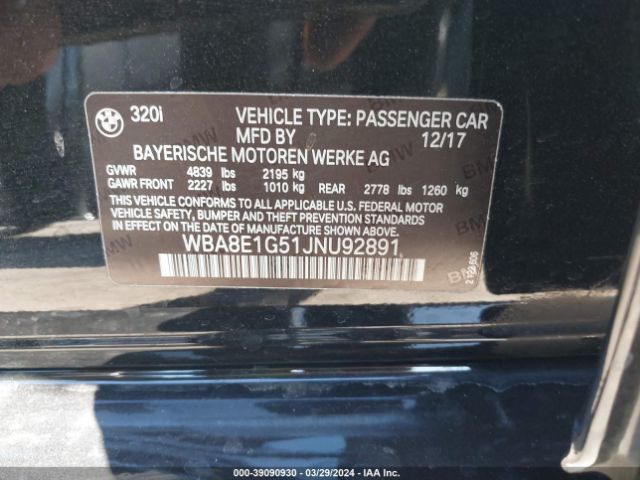 320i VEHICLE TYPE: PASSENGER CAR
MFD BY 12/17
BAYERISCHE MOTOREN WERKE AG
GVWR 4839 lbs 2195 kg
GAWR FRONT 2227 lbs 1010 kg REAR 2778 lbs 1260 kg
THIS VEHICLE CONFORMS TO ALL APPLICABLE U.S. FEDERAL MOTOR
VEHICLE SAFETY, BUMPER AND THEFT PREVENTION STANDARDS
IN EFFECT ON THE DATE OF MANUFACTURE SHOWN ABOVE.
WBA8E1G51JNU92891
000-39090930 - 03/29/2024 - IAA Inc.